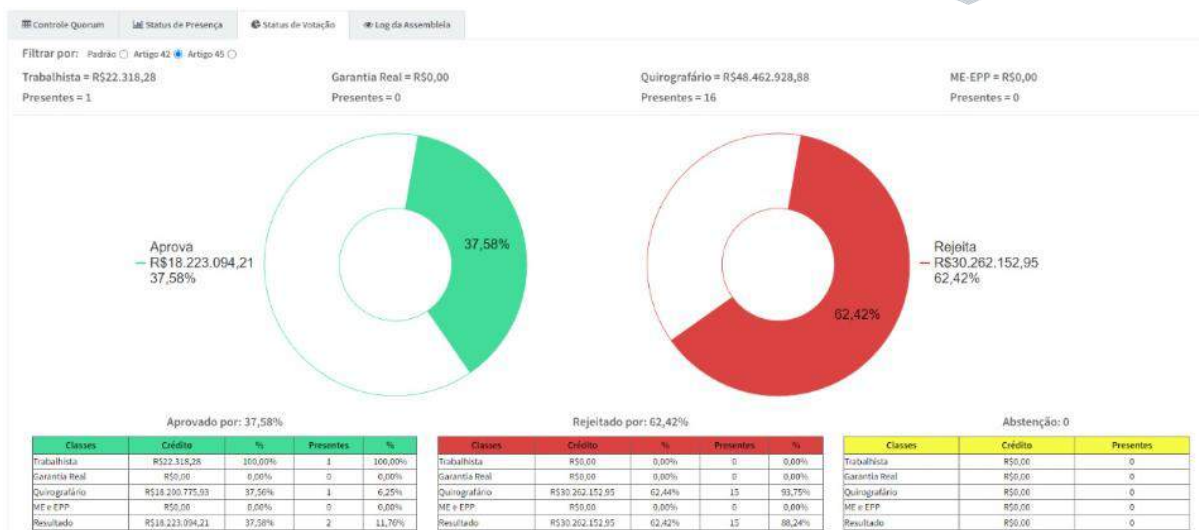 Controle Quorum Status de Presença Status de Votação Log da Assembleia
Filtrar por: Padrão Artigo 42 Artigo 45
Trabalhista = R$22.318,28 Garantia Real = R$0,00 Quirografário = R$48.462.928,88 ME-EPP = R$0,00
Presentes = 1 Presentes = 0 Presentes = 16 Presentes = 0
Aprova
R$18.223.094,21
37,58%
37,58%
Rejeita
R$30.262.152,95
62,42%
62,42%
Aprovado por: 37,58% Rejeitado por: 62,42% Abstenção: 0
Classes Crédito % Presentes % Classes Crédito % Presentes % Classes Crédito Presentes
Trabalhista R$22.318,28 100,00% 1 100,00% Trabalhista R$0,00 0,00% 0 0,00% Trabalhista R$0,00 0
Garantia Real R$0,00 0,00% 0 0,00% Garantia Real R$0,00 0,00% 0 0,00% Garantia Real R$0,00 0
Quirografário R$18.200.775,93 37,56% 1 6,25% Quirografário R$30.262.152,95 62,44% 15 93,75% Quirografário R$0,00 0
ME e EPP R$0,00 0,00% 0 0,00% ME e EPP R$0,00 0,00% 0 0,00% ME e EPP R$0,00 0
Resultado R$18.223.094,21 37,58% 2 11,76% Resultado R$30.262.152,95 62,42% 15 88,24% Resultado R$0,00 0